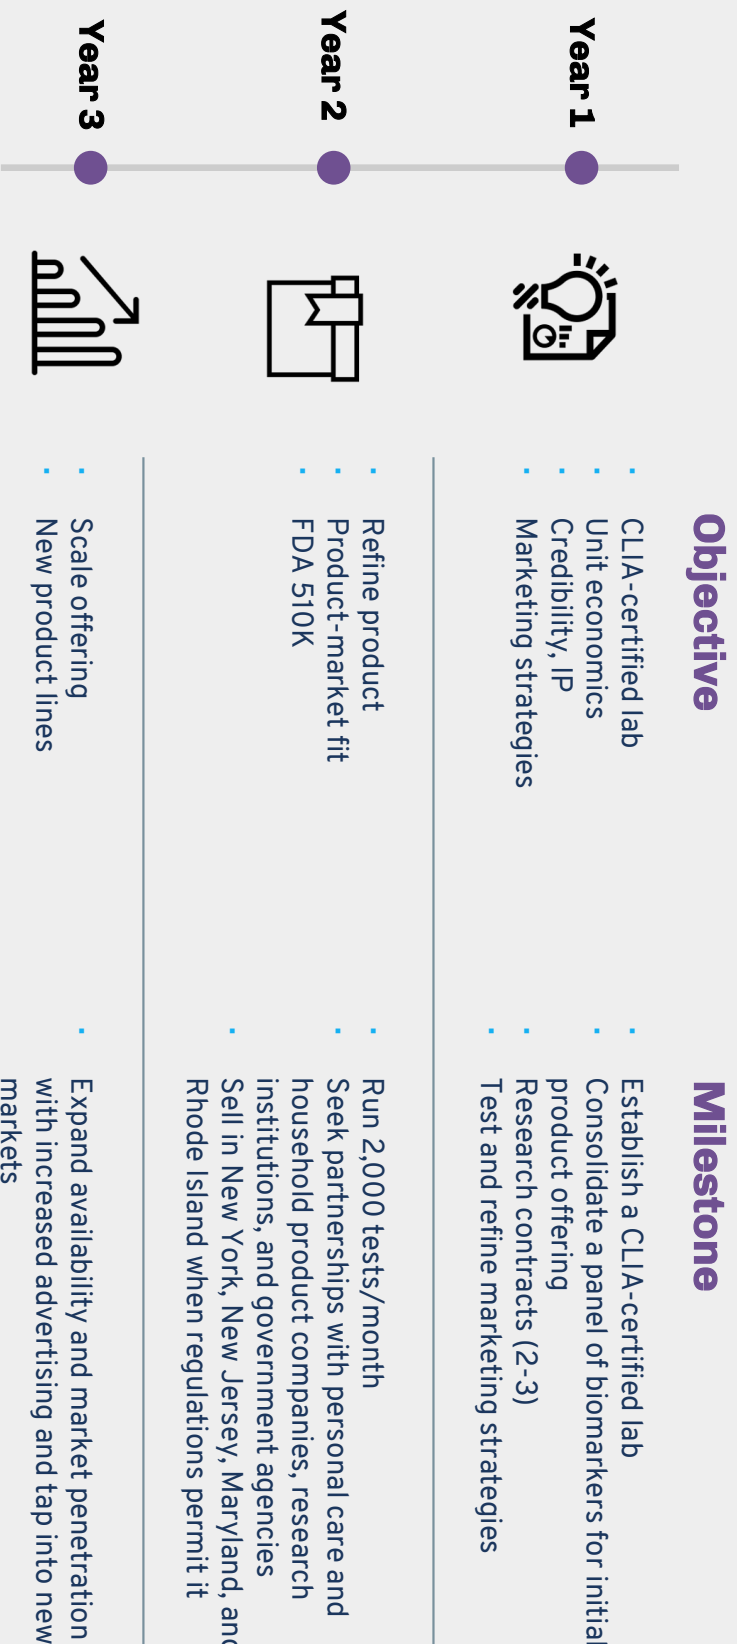 Objective
Milestone
Year 1
CLIA-certified lab
Unit economics
Credibility, IP
Marketing strategies
Establish a CLIA-certified lab
Consolidate a panel of biomarkers for initial
product offering
Research contracts (2-3)
Test and refine marketing strategies
Year 2
Refine product
Product-market fit
FDA 510K
Run 2,000 tests/month
Seek partnerships with personal care and
household product companies, research
institutions, and government agencies
Sell in New York, New Jersey, Maryland, and
Rhode Island when regulations permit it
Year 3
Scale offering
New product lines
Expand availability and market penetration
with increased advertising and tap into new
markets